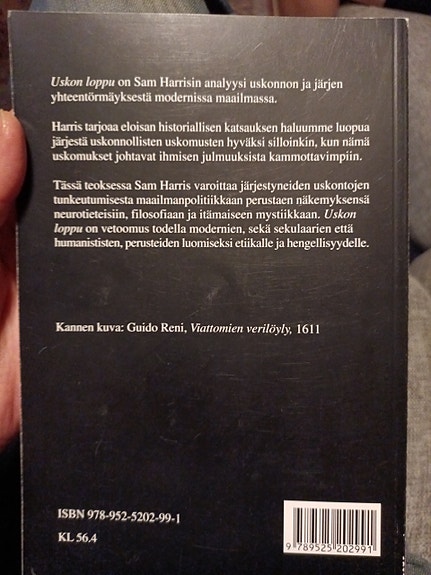 Uskon loppu on Sam Harrisin analyysi uskonnon ja järjen
yhteentörmäyksestä modernissa maailmassa.
Harris tarjoaa eloisan historiallisen katsauksen haluumme luopua
järjestä uskonnollisten uskomusten hyväksi silloinkin, kun nämä
uskomukset johtavat ihmisen julmuuksista kammottavimpiin.
Tässä teoksessa Sam Harris varoittaa järjestyneiden uskontojen
tunkeutumisesta maailmanpolitiikkaan perustaen näkemyksensä
neurotieteisiin, filosofiaan ja itämaiseen mystiikkaan. Uskon
loppu on vetoomus todella modernien, sekä sekulaarien että
humanististen, perusteiden luomiseksi etiikalle ja hengellisyydelle.
Kannen kuva: Guido Reni, Viattomien verilöyly, 1611
ISBN 978-952-5202-99-1
KL 56.4
9 789525 202991